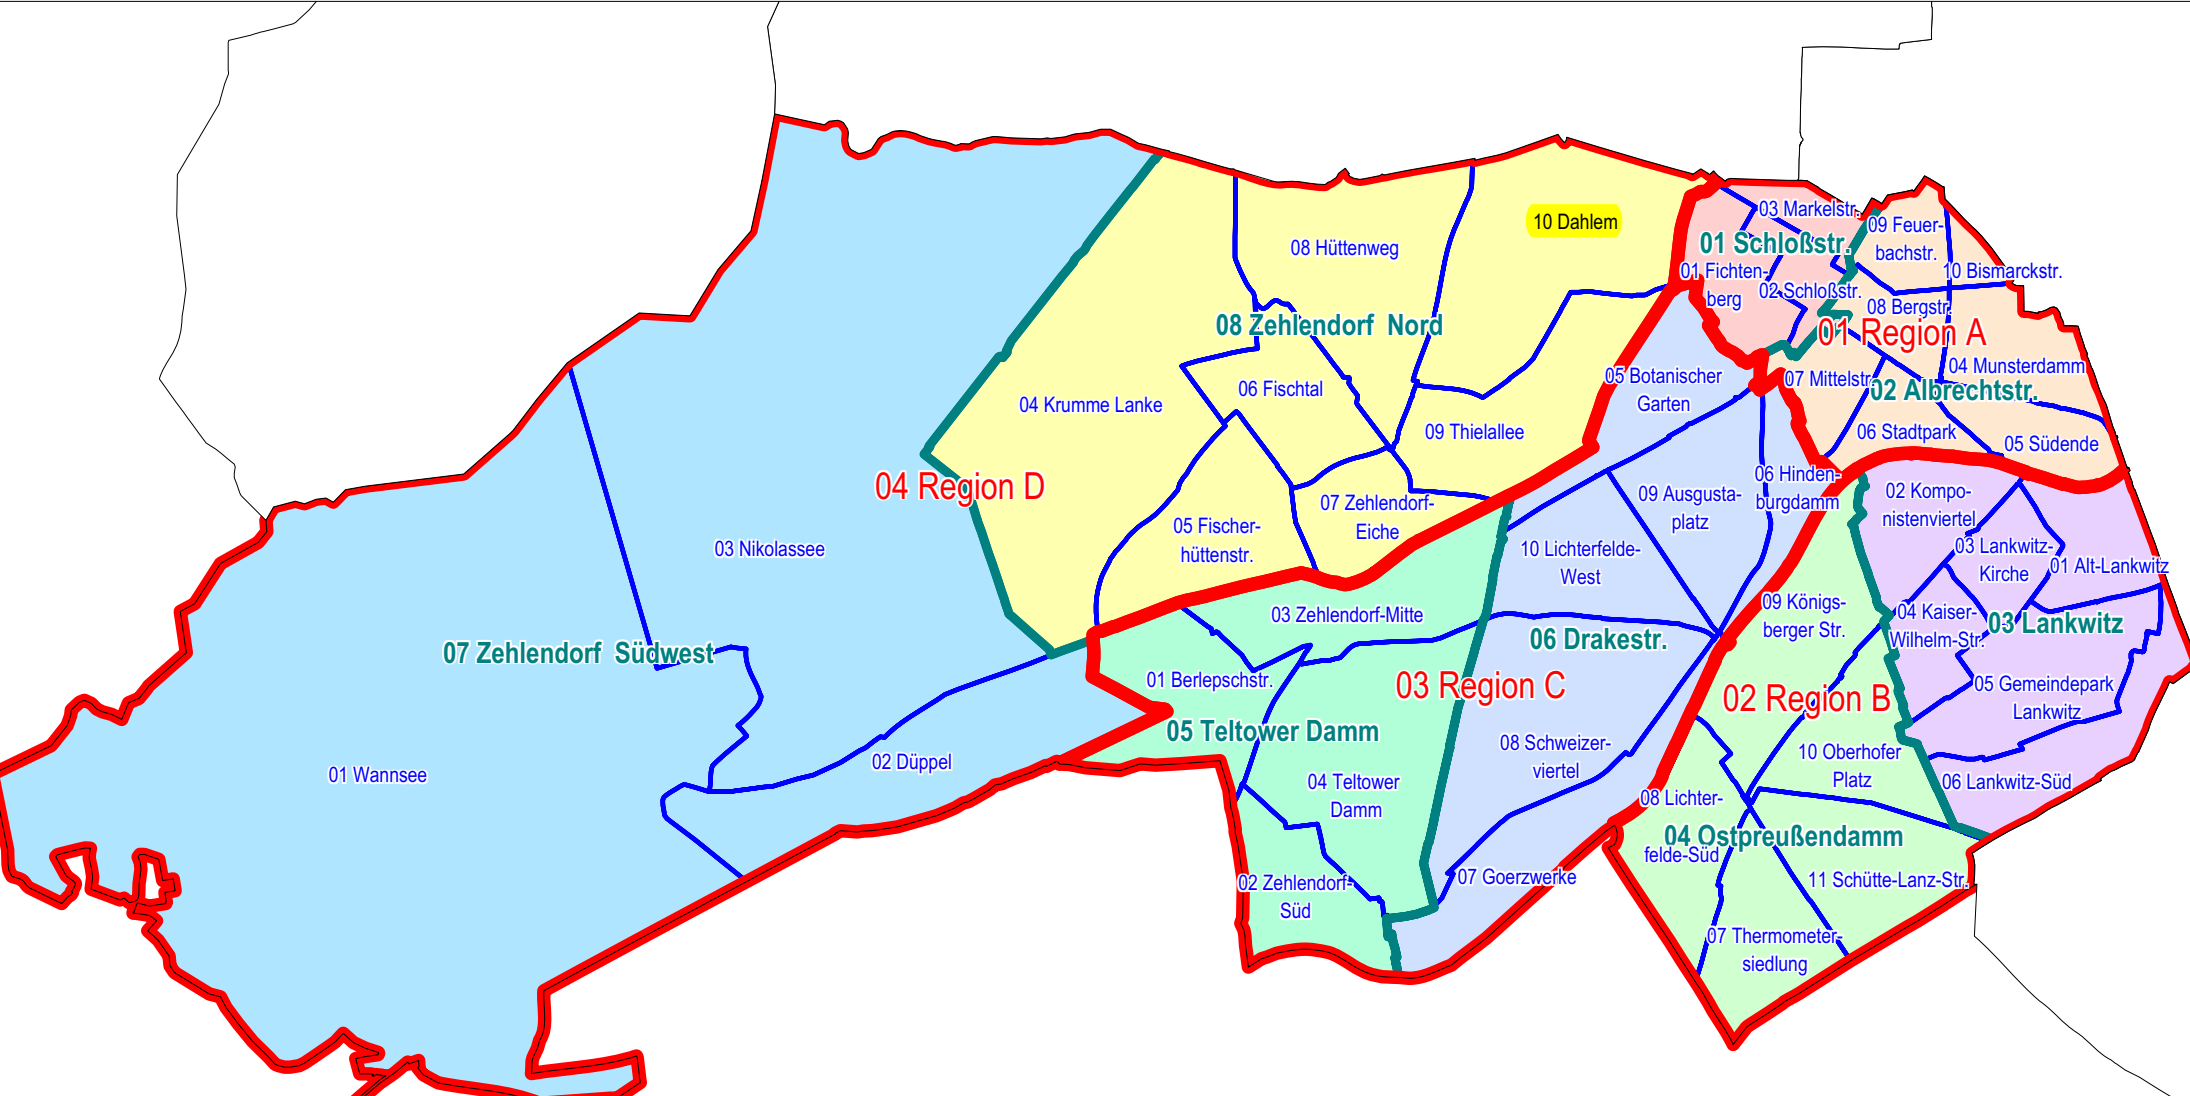 03 Markelstr.
10 Dahlem
09 Feuer-
bachstr.
01 Schloßstr.
08 Hüttenweg
01 Fichten-
berg
10 Bismarckstr.
02 Schloßstr.
08 Bergstr.
08 Zehlendorf Nord
01 Region A
04 Munsterdamm
05 Botanischer
Garten
07 Mittelstr.
06 Fischtal
02 Albrechtstr.
04 Krumme Lanke
09 Thielallee
06 Stadtpark
05 Südende
04 Region D
06 Hinden-
burgdamm
09 Ausgusta-
platz
02 Kompo-
nistenviertel
07 Zehlendorf-
Eiche
05 Fischer-
hüttenstr.
03 Nikolassee
10 Lichterfelde-
West
03 Lankwitz-
Kirche
01 Alt-Lankwitz
03 Zehlendorf-Mitte
09 Königs-
berger Str.
04 Kaiser-
Wilhelm-Str.
03 Lankwitz
07 Zehlendorf Südwest
06 Drakestr.
01 Berlepschstr.
03 Region C
02 Region B
05 Gemeindepark
Lankwitz
05 Teltower Damm
08 Schweizer-
viertel
10 Oberhofer
Platz
02 Düppel
01 Wannsee
04 Teltower
Damm
06 Lankwitz-Süd
08 Lichter-
felde-Süd
04 Ostpreußendamm
07 Goerzwerke
02 Zehlendorf-
Süd
11 Schütte-Lanz-Str.
07 Thermometer-
siedlung